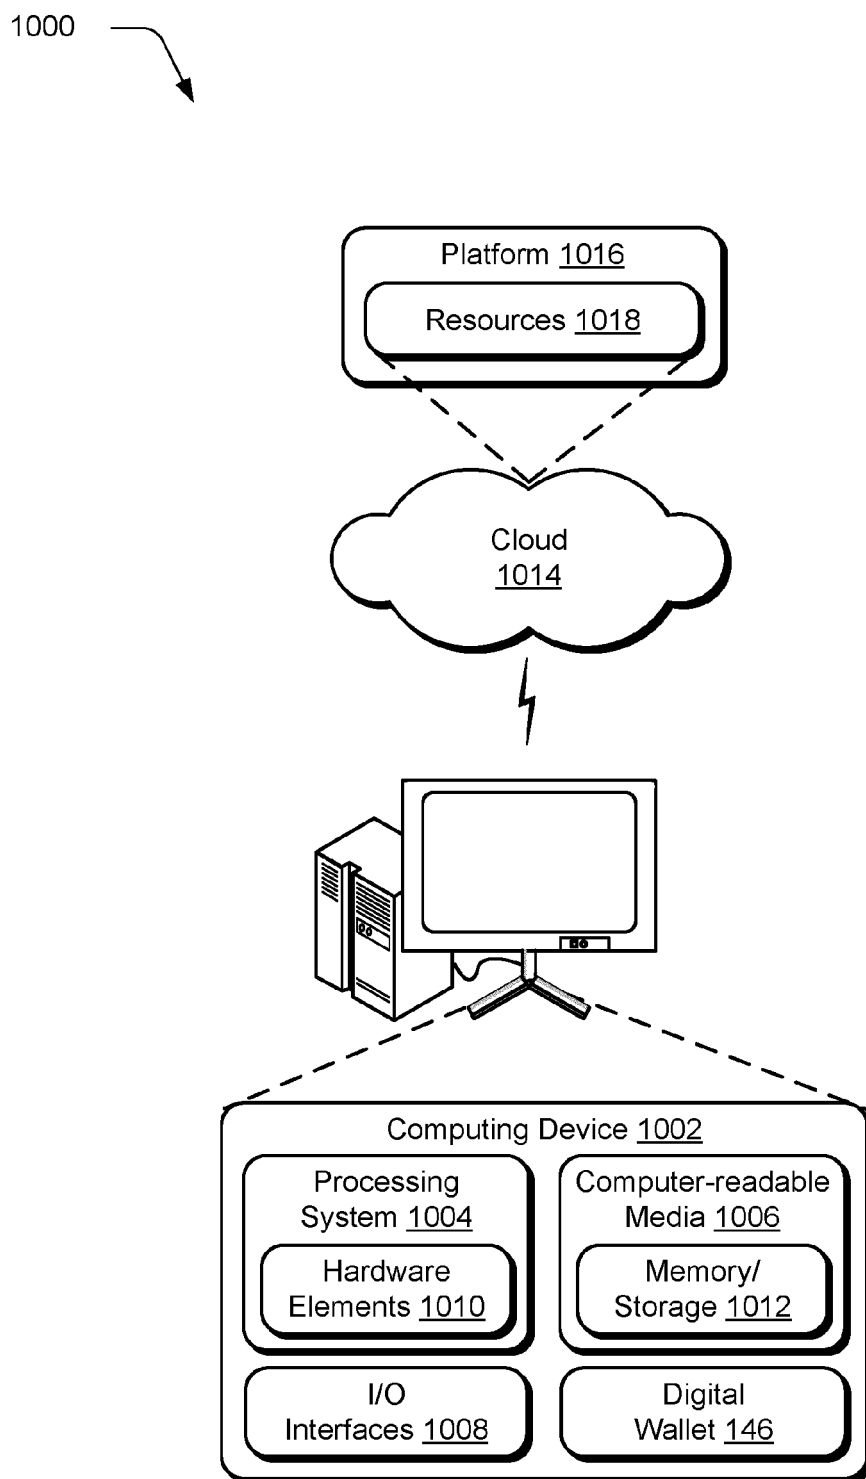 1000
Platform 1016
Resources 1018
Cloud
1014
Computing Device 1002
Processing
System 1004
Hardware
Elements 1010
Computer-readable
Media 1006
Memory/
Storage 1012
I/O
Interfaces 1008
Digital
Wallet 146